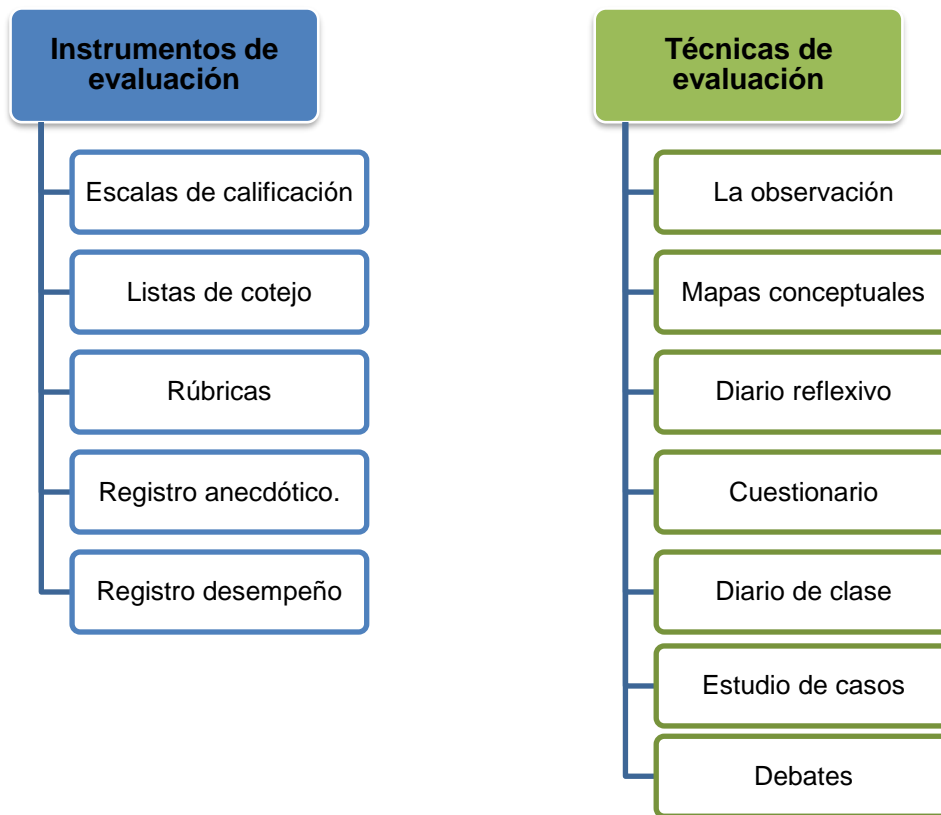 Instrumentos de
evaluación
Escalas de calificación
Listas de cotejo
Rúbricas
Registro anecdótico.
Registro desempeño
Técnicas de
evaluación
La observación
Mapas conceptuales
Diario reflexivo
Cuestionario
Diario de clase
Estudio de casos
Debates